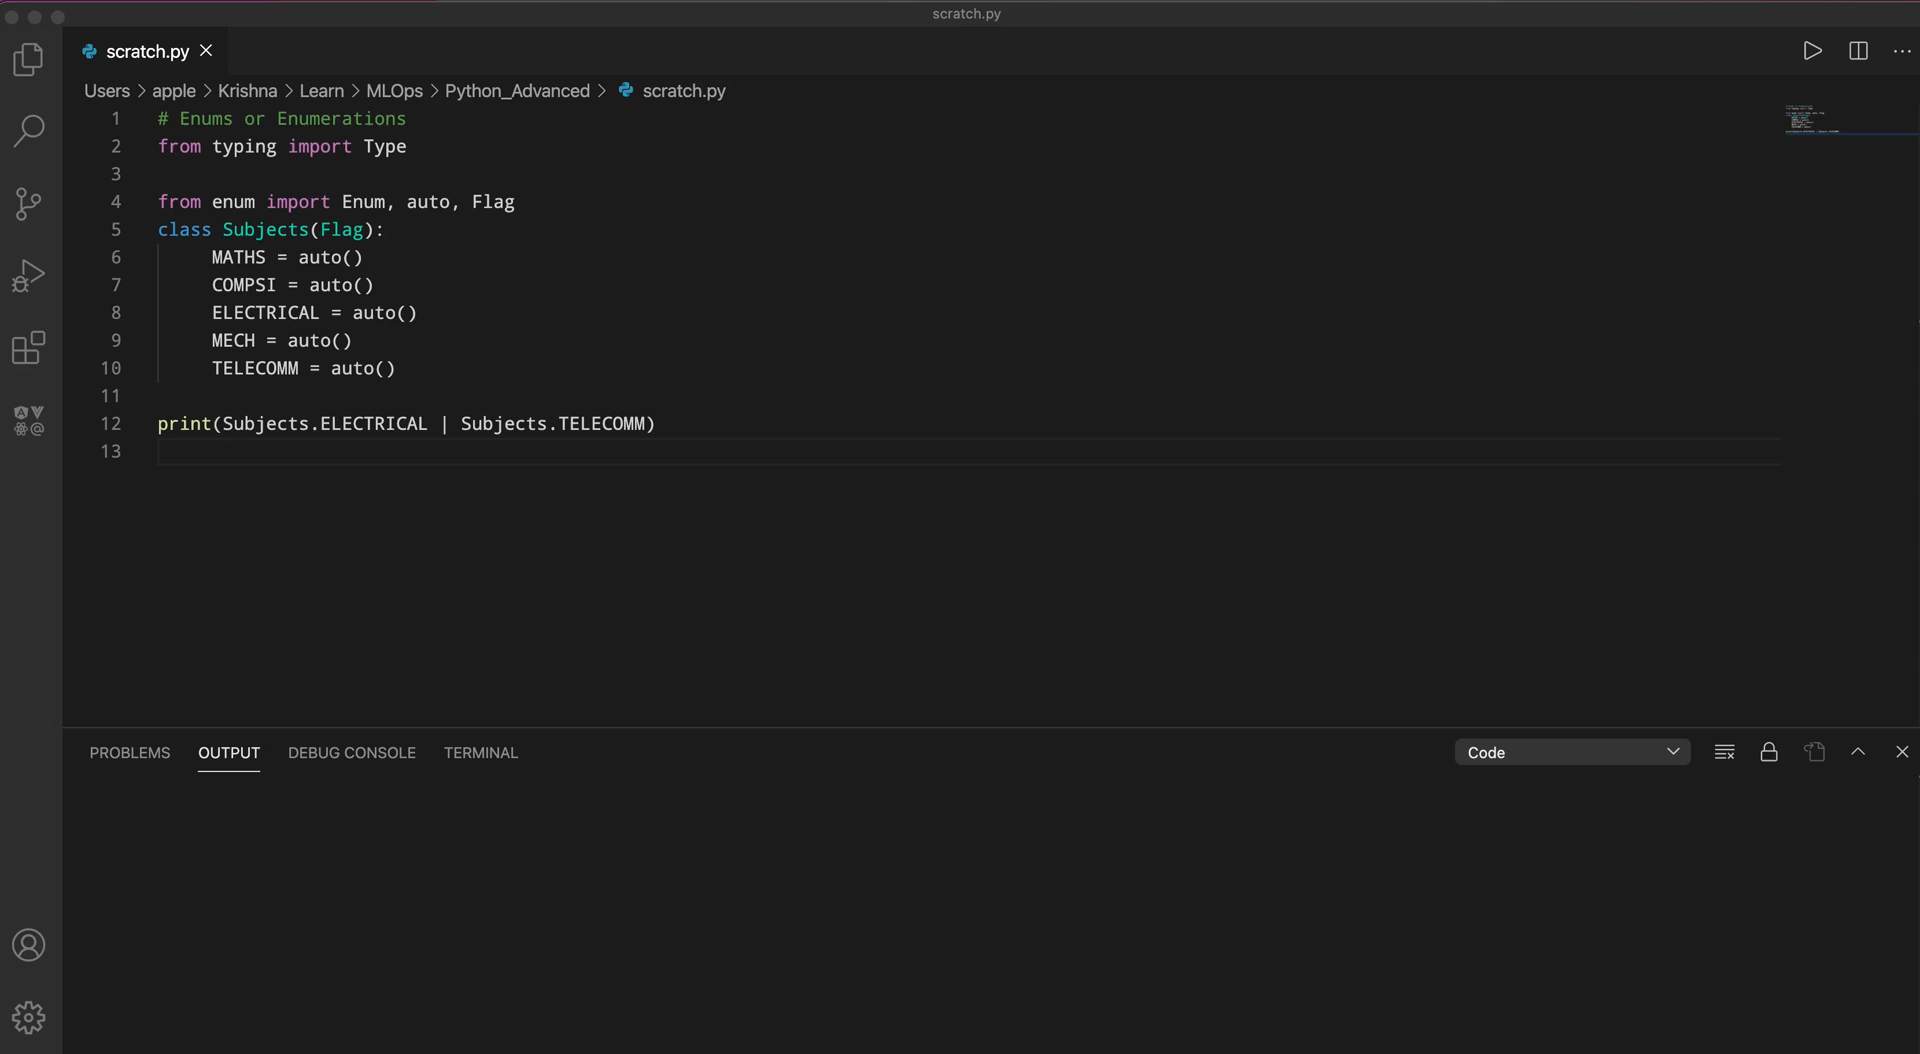 scratch.py
scratch.py
Users > apple > Krishna > Learn > MLOps > Python_Advanced > scratch.py
1 # Enums or Enumerations
2 from typing import Type
3
4 from enum import Enum, auto, Flag
5 class Subjects(Flag):
6 MATHS = auto()
7 COMPSI = auto()
8 ELECTRICAL = auto()
9 MECH = auto()
10 TELECOMM = auto()
11
12 print(Subjects.ELECTRICAL | Subjects.TELECOMM)
13
PROBLEMS OUTPUT DEBUG CONSOLE TERMINAL Code